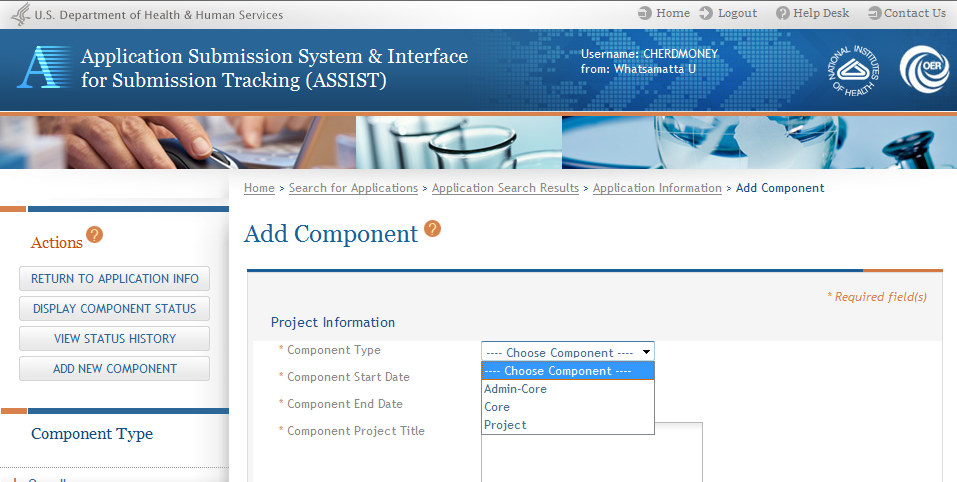 U.S. Department of Health & Human Services
Home Logout ? Help Desk Contact Us
A
Application Submission System & Interface
for Submission Tracking (ASSIST)
Username: CHERDMONEY
from: Whatsamatta U
NATIONAL INSTITUTES OF HEALTH
OER
Home > Search for Applications > Application Search Results > Application Information > Add Component
Actions ?
RETURN TO APPLICATION INFO
DISPLAY COMPONENT STATUS
VIEW STATUS HISTORY
ADD NEW COMPONENT
Component Type
Add Component ?
* Required field(s)
Project Information
* Component Type
---- Choose Component ----
---- Choose Component ----
Admin-Core
Core
Project
* Component Start Date
* Component End Date
* Component Project Title